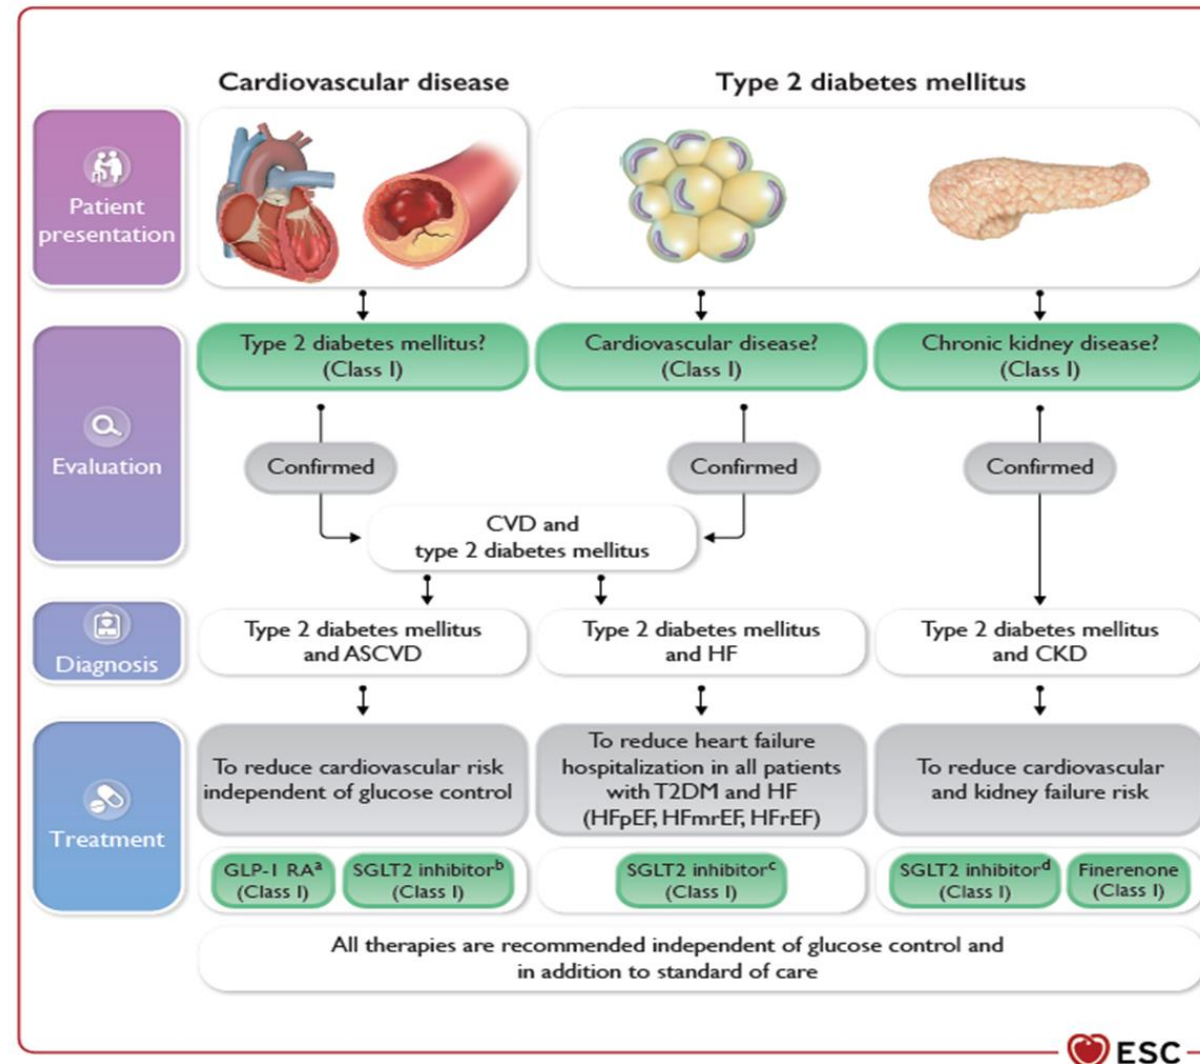 Cardiovascular disease
Type 2 diabetes mellitus
Patient
presentation
Type 2 diabetes mellitus?
(Class I)
Cardiovascular disease?
(Class I)
Chronic kidney disease?
(Class I)
Evaluation
Confirmed
Confirmed
Confirmed
CVD and
type 2 diabetes mellitus
Diagnosis
Type 2 diabetes mellitus
and ASCVD
Type 2 diabetes mellitus
and HF
Type 2 diabetes mellitus
and CKD
Treatment
To reduce cardiovascular risk
independent of glucose control
To reduce heart failure
hospitalization in all patients
with T2DM and HF
(HFpEF, HFmrEF, HFrEF)
To reduce cardiovascular
and kidney failure risk
GLP-1 RAᵃ
(Class I)
SGLT2 inhibitorᵇ
(Class I)
SGLT2 inhibitorᶜ
(Class I)
SGLT2 inhibitorᵈ
(Class I)
Finerenone
(Class I)
All therapies are recommended independent of glucose control and
in addition to standard of care
ESC